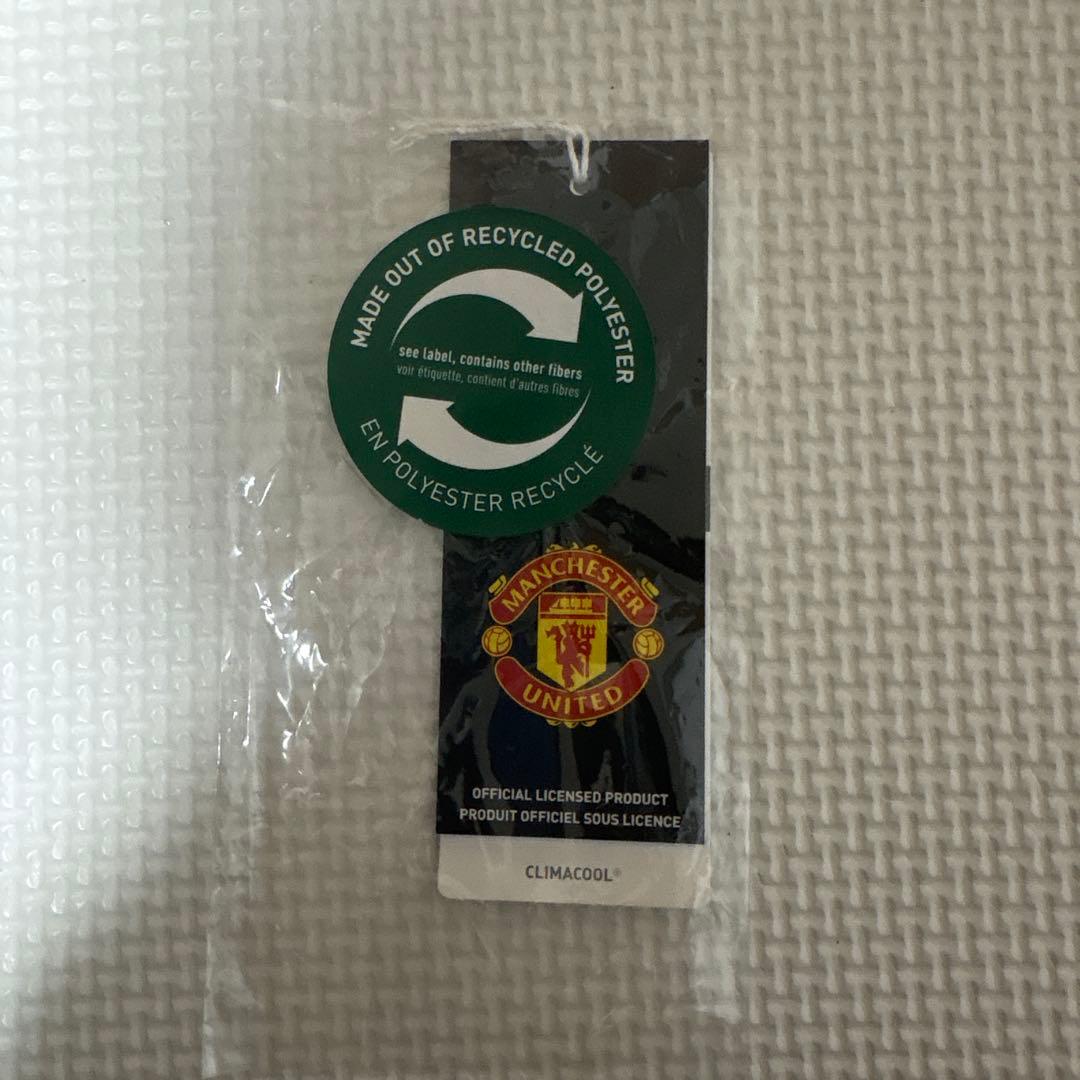 MADE OUT OF RECYCLED POLYESTER
see label, contains other fibers
voir étiquette, contient d'autres fibres
EN POLYESTER RECYCLÉ
MANCHESTER
UNITED
OFFICIAL LICENSED PRODUCT
PRODUIT OFFICIEL SOUS LICENCE
CLIMACOOL®